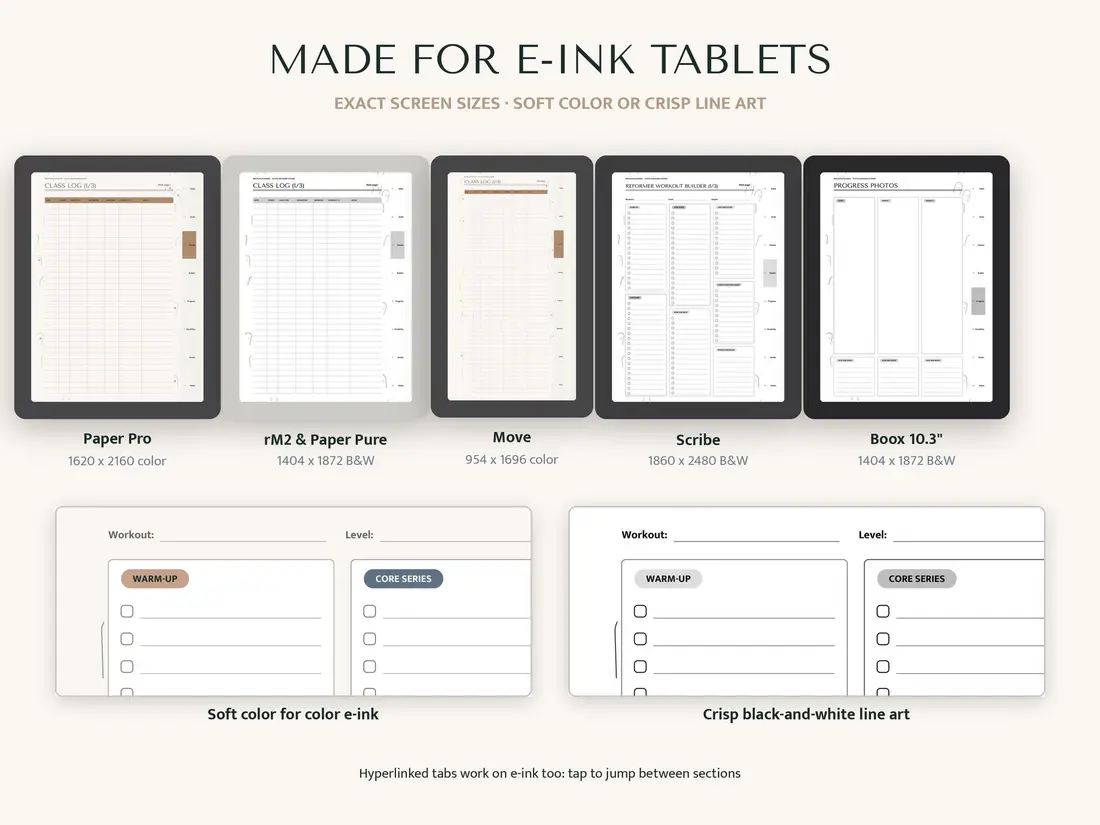 MADE FOR E-INK TABLETS
EXACT SCREEN SIZES · SOFT COLOR OR CRISP LINE ART
CLASS LOG (1/3)
CLASS LOG (1/3)
CLASS LOG (1/3)
REFORMER WORKOUT BUILDER (1/3)
PROGRESS PHOTOS
Paper Pro
1620 x 2160 color
rM2 & Paper Pure
1404 x 1872 B&W
Move
954 x 1696 color
Scribe
1860 x 2480 B&W
Boox 10.3"
1404 x 1872 B&W
Workout:
Level:
WARM-UP
CORE SERIES
Workout:
Level:
WARM-UP
CORE SERIES
Soft color for color e-ink
Crisp black-and-white line art
Hyperlinked tabs work on e-ink too: tap to jump between sections